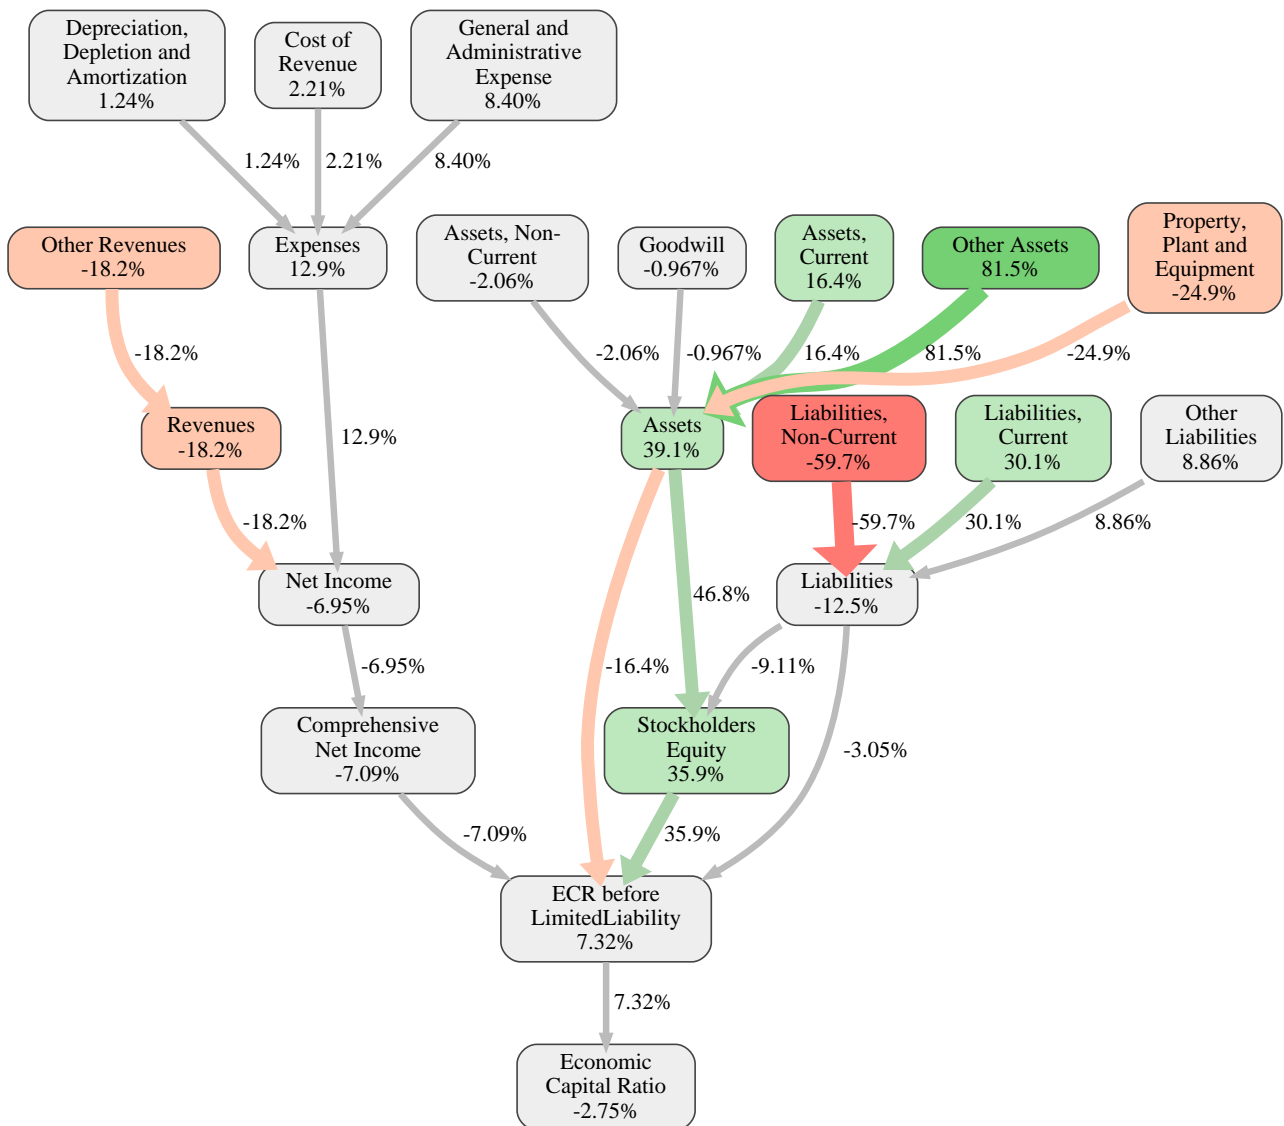 Depreciation,
Depletion and
Amortization
1.24%
Cost of
Revenue
2.21%
General and
Administrative
Expense
8.40%
1.24%
2.21%
8.40%
Other Revenues
-18.2%
Expenses
12.9%
Assets, Non-
Current
-2.06%
Goodwill
-0.967%
Assets,
Current
16.4%
Other Assets
81.5%
Property,
Plant and
Equipment
-24.9%
-18.2%
-2.06%
-0.967%
16.4%
81.5%
-24.9%
Revenues
-18.2%
12.9%
Assets
39.1%
Liabilities,
Non-Current
-59.7%
Liabilities,
Current
30.1%
Other
Liabilities
8.86%
-18.2%
-59.7%
30.1%
8.86%
Net Income
-6.95%
46.8%
Liabilities
-12.5%
-6.95%
-16.4%
-9.11%
Comprehensive
Net Income
-7.09%
Stockholders
Equity
35.9%
-3.05%
-7.09%
35.9%
ECR before
LimitedLiability
7.32%
7.32%
Economic
Capital Ratio
-2.75%